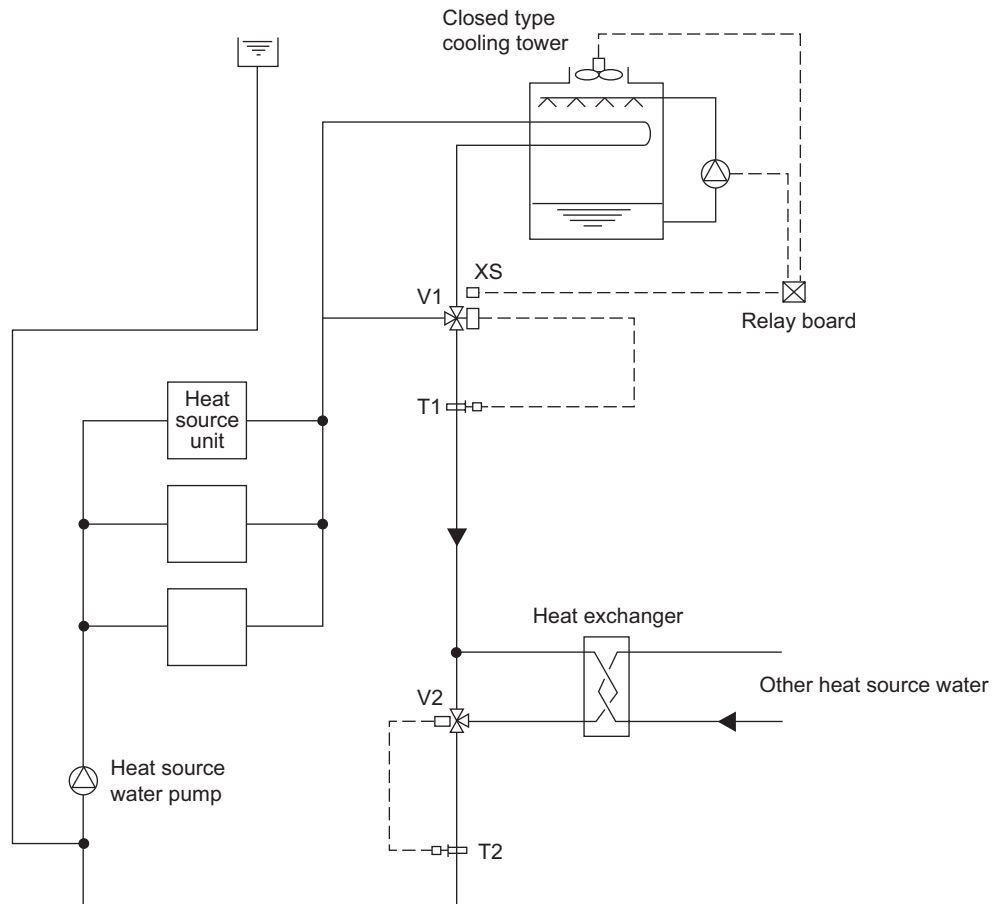 Closed type
cooling tower
XS
V1
Relay board
T1
Heat
source
unit
Heat exchanger
Other heat source water
V2
Heat source
water pump
T2